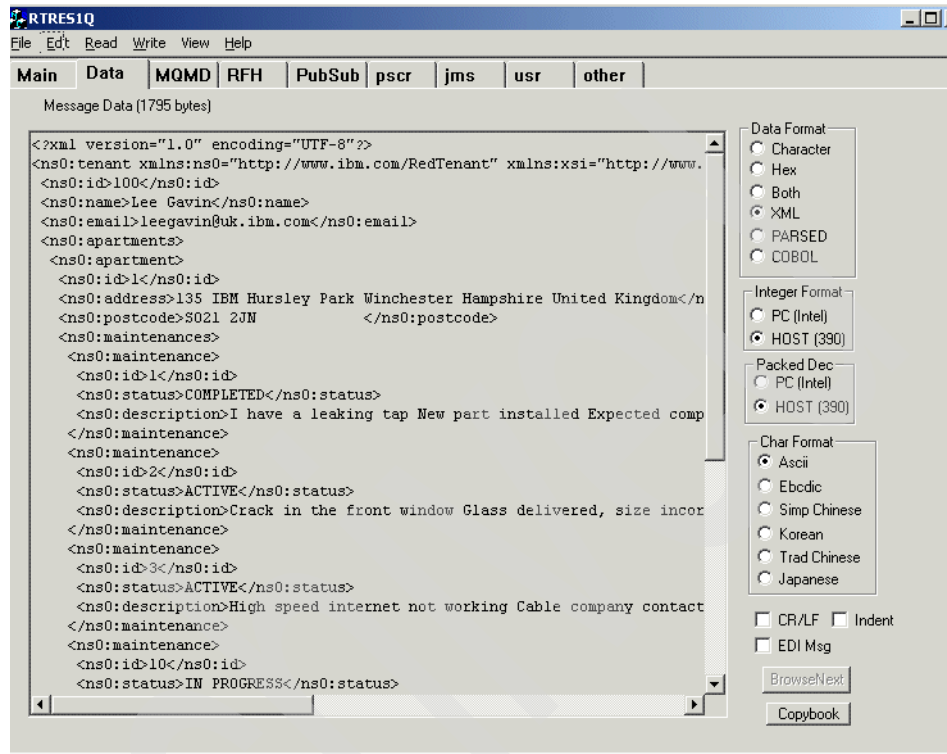 RTRES1Q
File Edit Read Write View Help
Main Data MQMD RFH PubSub pscr jms usr other
Message Data (1795 bytes)
<?xml version="1.0" encoding="UTF-8"?>
<ns0:tenant xmlns:ns0="http://www.ibm.com/RedTenant" xmlns:xsi="http://www.
<ns0:id>100</ns0:id>
<ns0:name>Lee Gavin</ns0:name>
<ns0:email>leegavin@uk.ibm.com</ns0:email>
<ns0:apartments>
<ns0:apartment>
<ns0:id>1</ns0:id>
<ns0:address>135 IBM Hursley Park Winchester Hampshire United Kingdom</n
<ns0:postcode>SO21 2JN </ns0:postcode>
<ns0:maintenances>
<ns0:maintenance>
<ns0:id>1</ns0:id>
<ns0:status>COMPLETED</ns0:status>
<ns0:description>I have a leaking tap New part installed Expected comp
</ns0:maintenance>
<ns0:maintenance>
<ns0:id>2</ns0:id>
<ns0:status>ACTIVE</ns0:status>
<ns0:description>Crack in the front window Glass delivered, size incor
</ns0:maintenance>
<ns0:maintenance>
<ns0:id>3</ns0:id>
<ns0:status>ACTIVE</ns0:status>
<ns0:description>High speed internet not working Cable company contact
</ns0:maintenance>
<ns0:maintenance>
<ns0:id>10</ns0:id>
<ns0:status>IN PROGRESS</ns0:status>
Data Format
Character
Hex
Both
XML
PARSED
COBOL
Integer Format
PC (Intel)
HOST (390)
Packed Dec
PC (Intel)
HOST (390)
Char Format
Ascii
Ebcdic
Simp Chinese
Korean
Trad Chinese
Japanese
CR/LF Indent
EDI Msg
BrowseNext
Copybook